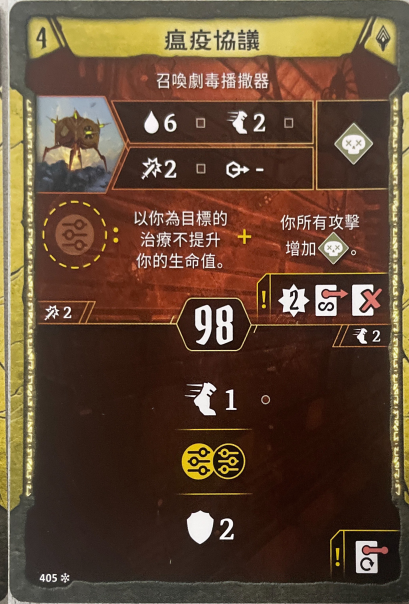 4 瘟疫協議
召喚劇毒播撒器
6 2
2 -
以你為目標的
治療不提升
你的生命值。
:
+
你所有攻擊
增加 。
! 2
2
98
2
1
2
!
405